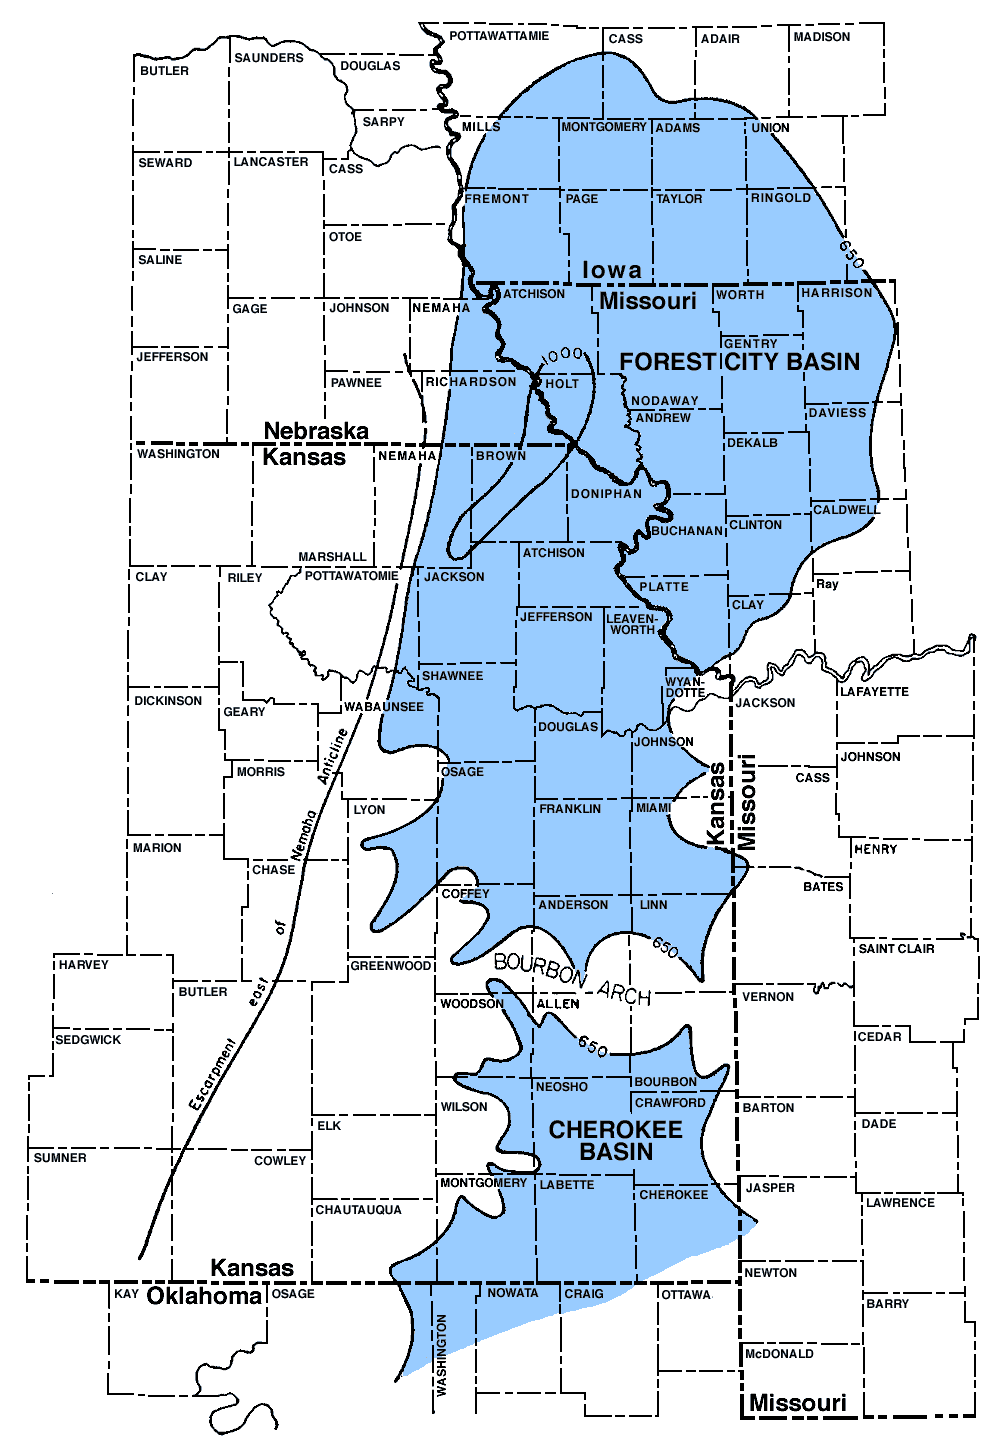 POTTAWATTAMIE
CASS
ADAIR
MADISON
BUTLER
SAUNDERS
DOUGLAS
SARPY
MILLS
MONTGOMERY
ADAMS
UNION
SEWARD
LANCASTER
CASS
FREMONT
PAGE
TAYLOR
RINGOLD
OTOE
SALINE
650
Iowa
Missouri
ATCHISON
WORTH
HARRISON
GAGE
JOHNSON
NEMAHA
GENTRY
JEFFERSON
1000
FOREST CITY BASIN
PAWNEE
RICHARDSON
HOLT
NODAWAY
ANDREW
DAVIESS
Nebraska
Kansas
WASHINGTON
NEMAHA
BROWN
DEKALB
DONIPHAN
CALDWELL
BUCHANAN
CLINTON
MARSHALL
ATCHISON
CLAY
RILEY
POTTAWATOMIE
JACKSON
PLATTE
Ray
CLAY
JEFFERSON
LEAVEN-
WORTH
SHAWNEE
WYAN-
DOTTE
DICKINSON
GEARY
WABAUNSEE
JACKSON
LAFAYETTE
DOUGLAS
JOHNSON
JOHNSON
MORRIS
OSAGE
CASS
Kansas
Missouri
LYON
FRANKLIN
MIAMI
MARION
CHASE
HENRY
BATES
COFFEY
ANDERSON
LINN
650
SAINT CLAIR
HARVEY
GREENWOOD
BOURBON ARCH
BUTLER
WOODSON
ALLEN
VERNON
Escarpment east of Nemaha Anticline
SEDGWICK
650
CEDAR
NEOSHO
BOURBON
WILSON
CRAWFORD
BARTON
ELK
CHEROKEE
BASIN
DADE
SUMNER
COWLEY
MONTGOMERY
LABETTE
CHEROKEE
JASPER
CHAUTAUQUA
LAWRENCE
Kansas
Oklahoma
NEWTON
KAY
OSAGE
WASHINGTON
NOWATA
CRAIG
OTTAWA
BARRY
McDONALD
Missouri